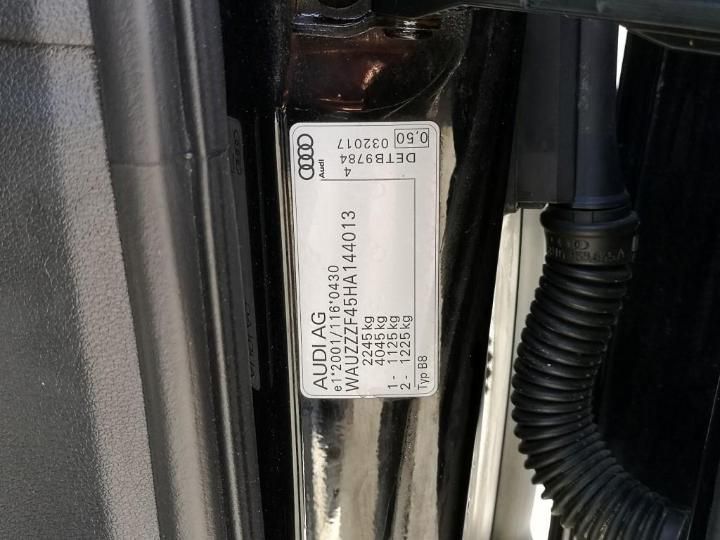 AUDI AG
e1*2001/116*0430
WAUZZZF45HA144013
2245kg
4045kg
1- 1125kg
2- 1225kg
Typ B8
Audi
4
DETB9784
032017
0,50